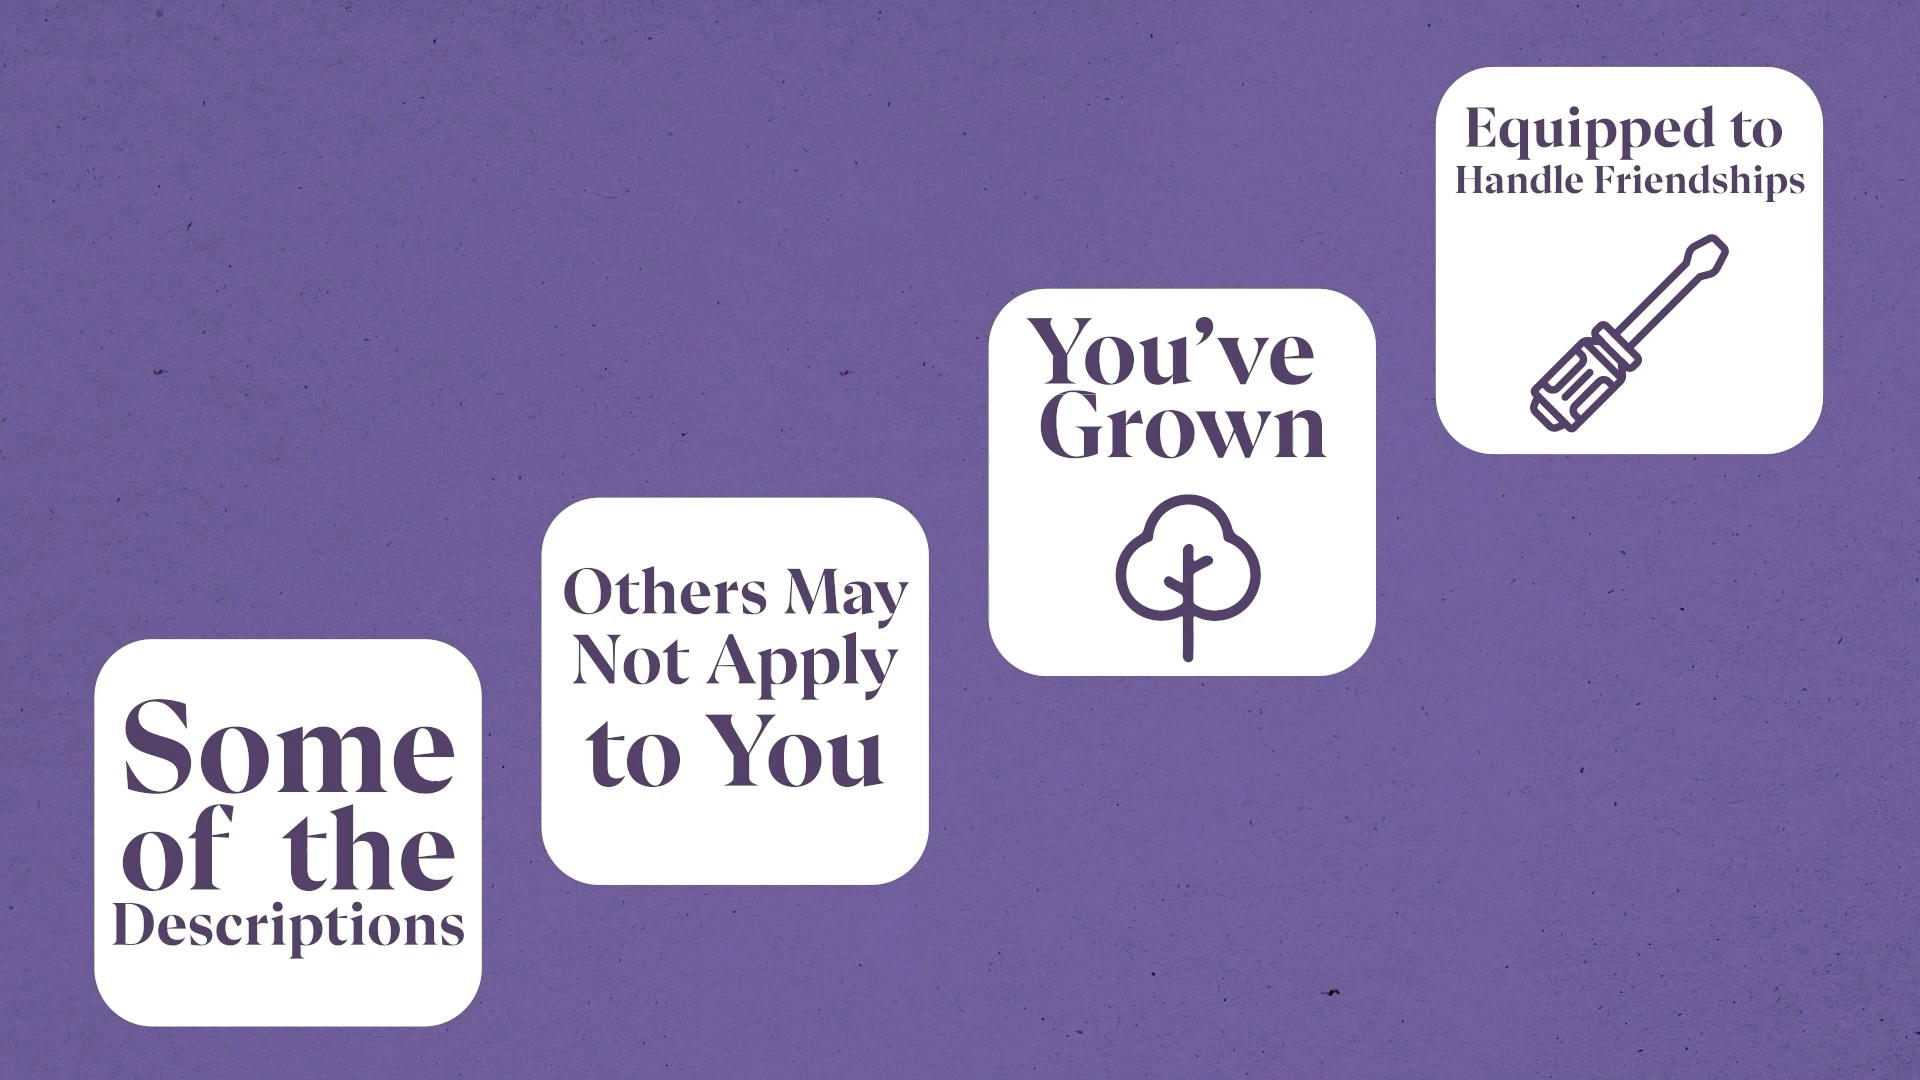 Some
of the
Descriptions
Others May
Not Apply
to You
You’ve
Grown
Equipped to
Handle Friendships